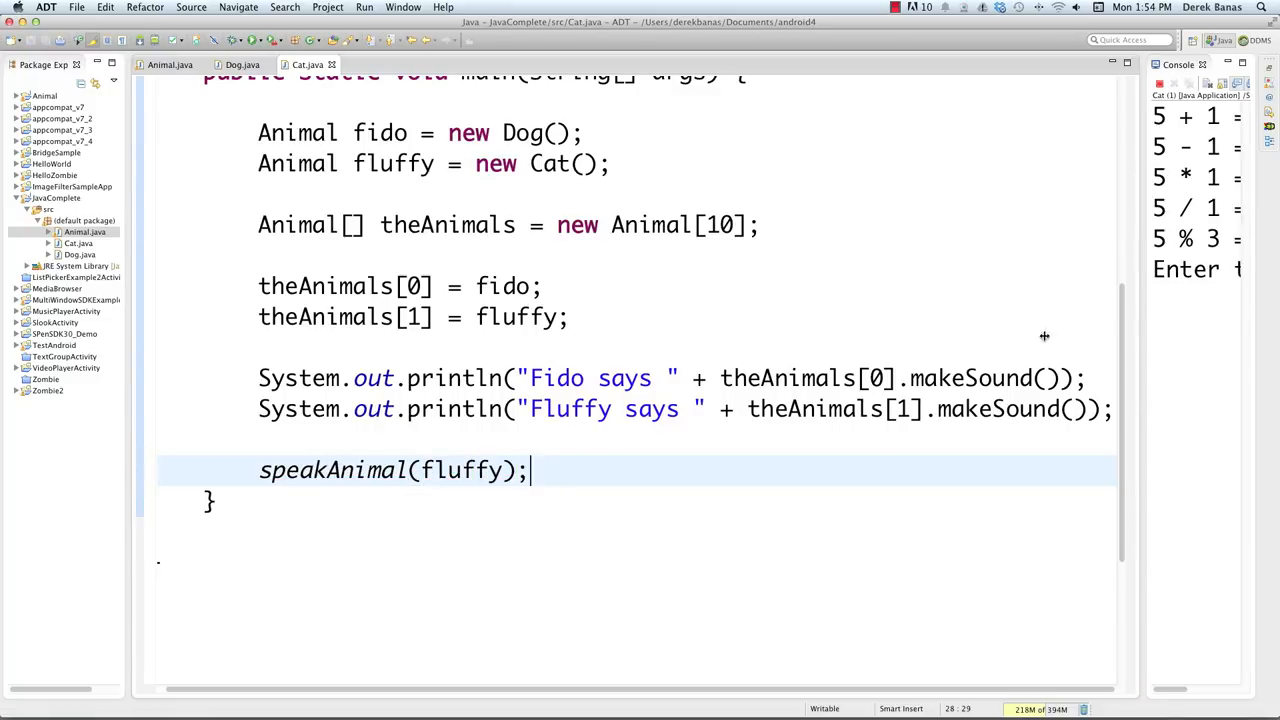 ADT File Edit Refactor Source Navigate Search Project Run Window Help 10 Mon 1:54 PM Derek Banas
Java - JavaComplete/src/Cat.java - ADT - /Users/derekbanas/Documents/android4
Quick Access Java DDMS
Package Exp
Animal.java Dog.java Cat.java
Console
Cat (1) [Java Application] /S
Animal
appcompat_v7
appcompat_v7_2
appcompat_v7_3
appcompat_v7_4
BridgeSample
HelloWorld
HelloZombie
ImageFilterSampleApp
JavaComplete
src
(default package)
Animal.java
Cat.java
Dog.java
JRE System Library [Ja
ListPickerExample2Activi
MediaBrowser
MultiWindowSDKExample
MusicPlayerActivity
SlookActivity
SPenSDK30_Demo
TestAndroid
TextGroupActivity
VideoPlayerActivity
Zombie
Zombie2
public static void main(String[] args) {
Animal fido = new Dog();
Animal fluffy = new Cat();
Animal[] theAnimals = new Animal[10];
theAnimals[0] = fido;
theAnimals[1] = fluffy;
System.out.println("Fido says " + theAnimals[0].makeSound());
System.out.println("Fluffy says " + theAnimals[1].makeSound());
speakAnimal(fluffy);
}
5 + 1 =
5 - 1 =
5 * 1 =
5 / 1 =
5 % 3 =
Enter t
Writable Smart Insert 28 : 29 218M of 394M